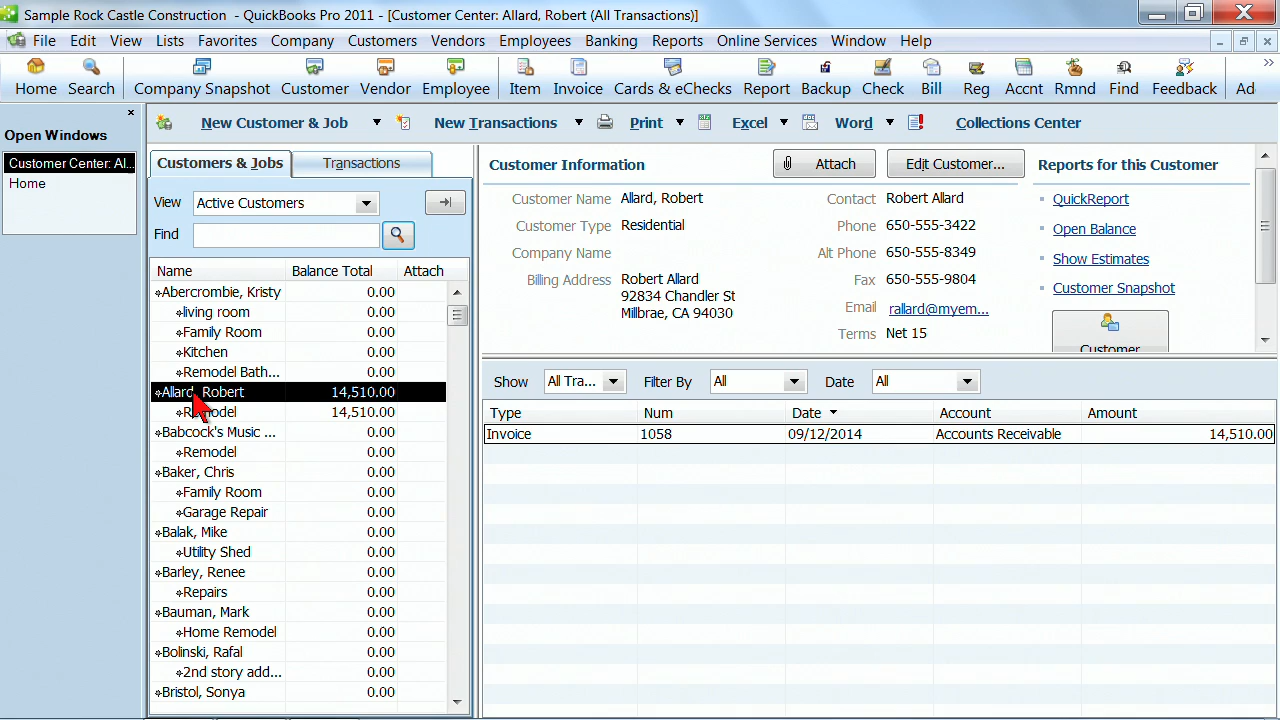 Sample Rock Castle Construction - QuickBooks Pro 2011 - [Customer Center: Allard, Robert (All Transactions)]
File Edit View Lists Favorites Company Customers Vendors Employees Banking Reports Online Services Window Help
Home Search Company Snapshot Customer Vendor Employee Item Invoice Cards & eChecks Report Backup Check Bill Reg Accnt Rmnd Find Feedback Ad
Open Windows
Customer Center: Al...
Home
New Customer & Job New Transactions Print Excel Word Collections Center
Customers & Jobs Transactions
View Active Customers
Find
Name Balance Total Attach
Abercrombie, Kristy 0.00
living room 0.00
Family Room 0.00
Kitchen 0.00
Remodel Bath... 0.00
Allard, Robert 14,510.00
Remodel 14,510.00
Babcock's Music ... 0.00
Remodel 0.00
Baker, Chris 0.00
Family Room 0.00
Garage Repair 0.00
Balak, Mike 0.00
Utility Shed 0.00
Barley, Renee 0.00
Repairs 0.00
Bauman, Mark 0.00
Home Remodel 0.00
Bolinski, Rafal 0.00
2nd story add... 0.00
Bristol, Sonya 0.00
Customer Information Attach Edit Customer...
Customer Name Allard, Robert
Customer Type Residential
Company Name
Billing Address Robert Allard
92834 Chandler St
Millbrae, CA 94030
Contact Robert Allard
Phone 650-555-3422
Alt Phone 650-555-8349
Fax 650-555-9804
Email rallard@myem...
Terms Net 15
Reports for this Customer
QuickReport
Open Balance
Show Estimates
Customer Snapshot
Customer
Show All Tra... Filter By All Date All
Type Num Date Account Amount
Invoice 1058 09/12/2014 Accounts Receivable 14,510.00